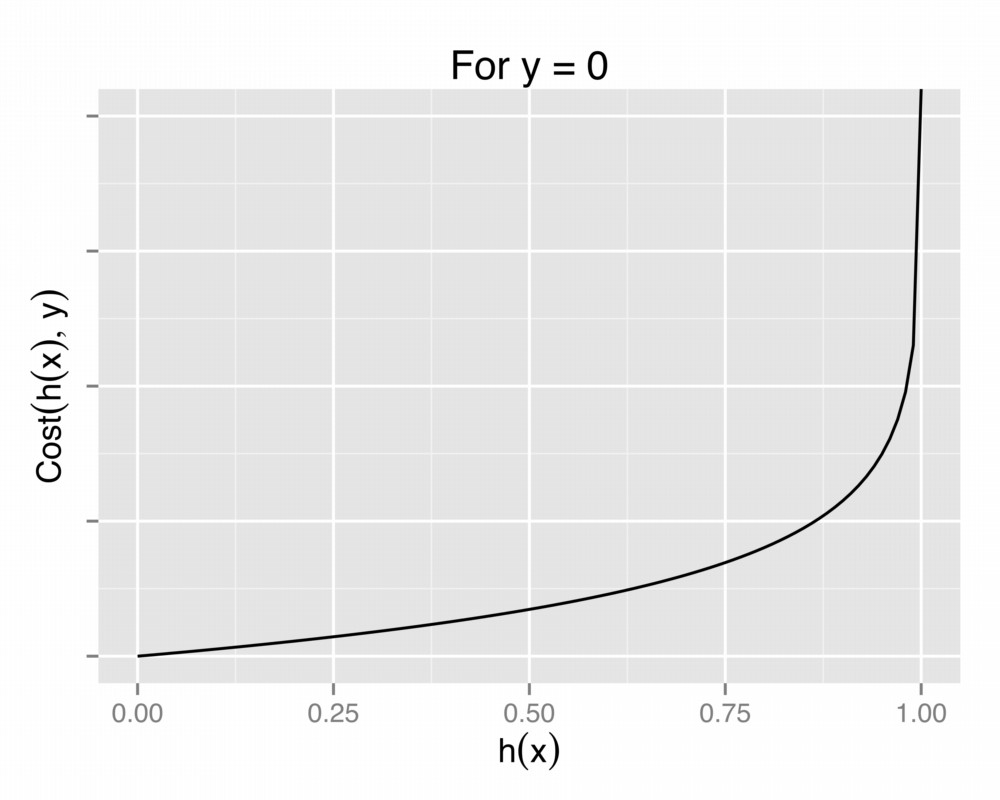 For y = 0
Cost(h(x), y)
0.00 0.25 0.50 0.75 1.00
h(x)